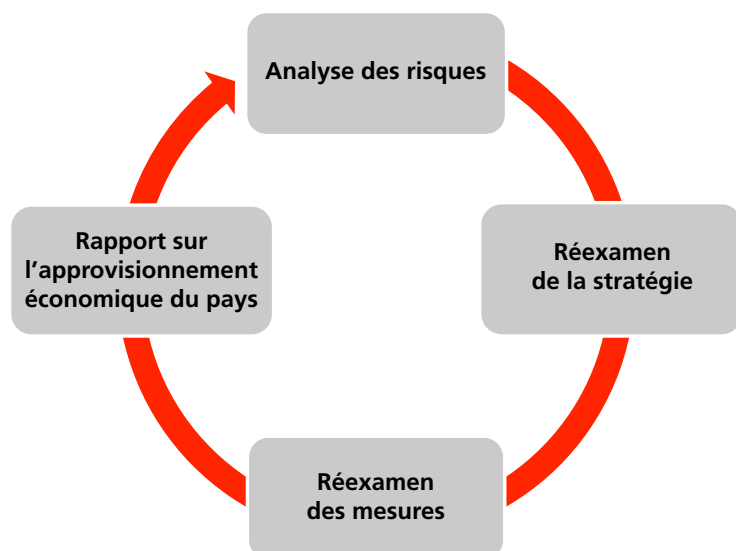 Analyse des risques
Réexamen
de la stratégie
Réexamen
des mesures
Rapport sur
l’approvisionnement
économique du pays